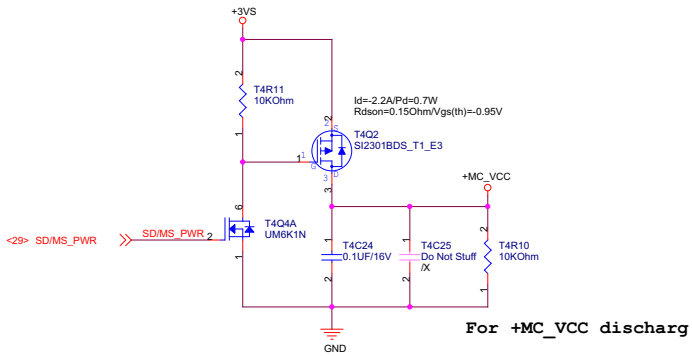 +3VS
2
T4R11
10KOhm
1
Id=-2.2A/Pd=0.7W
Rdson=0.15Ohm/Vgs(th)=-0.95V
2
2
S
T4Q2
SI2301BDS_T1_E3
1
1
G
3
D
3
+MC_VCC
6
T4Q4A
UM6K1N
<29> SD/MS_PWR
SD/MS_PWR
2
1
1
T4C24
0.1UF/16V
2
1
T4C25
Do Not Stuff
/X
2
2
T4R10
10KOhm
1
GND
For +MC_VCC discharg